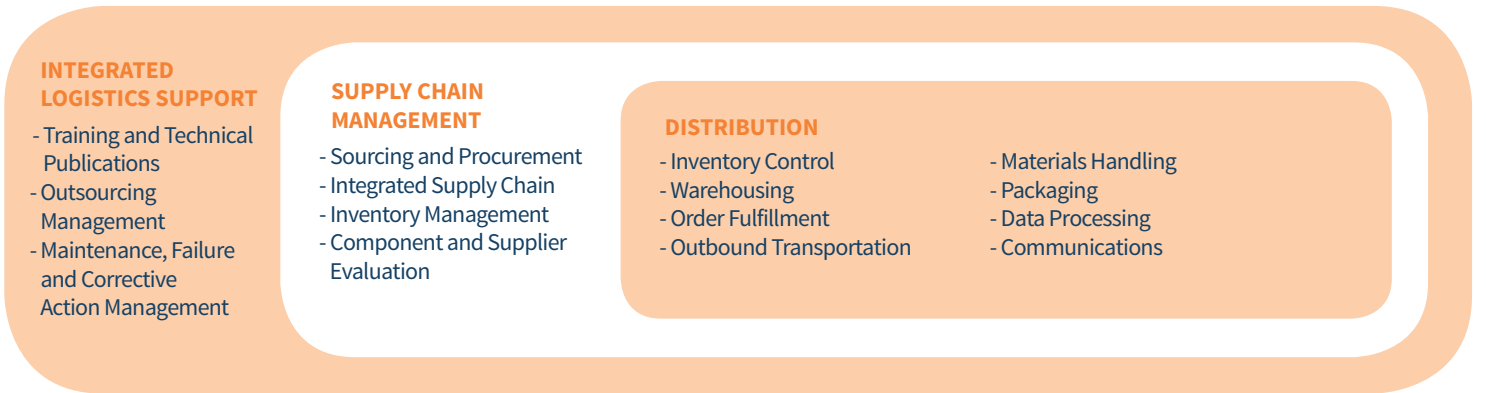 INTEGRATED
LOGISTICS SUPPORT
- Training and Technical
Publications
- Outsourcing
Management
- Maintenance, Failure
and Corrective
Action Management
SUPPLY CHAIN
MANAGEMENT
- Sourcing and Procurement
- Integrated Supply Chain
- Inventory Management
- Component and Supplier
Evaluation
DISTRIBUTION
- Inventory Control
- Warehousing
- Order Fulfillment
- Outbound Transportation
- Materials Handling
- Packaging
- Data Processing
- Communications